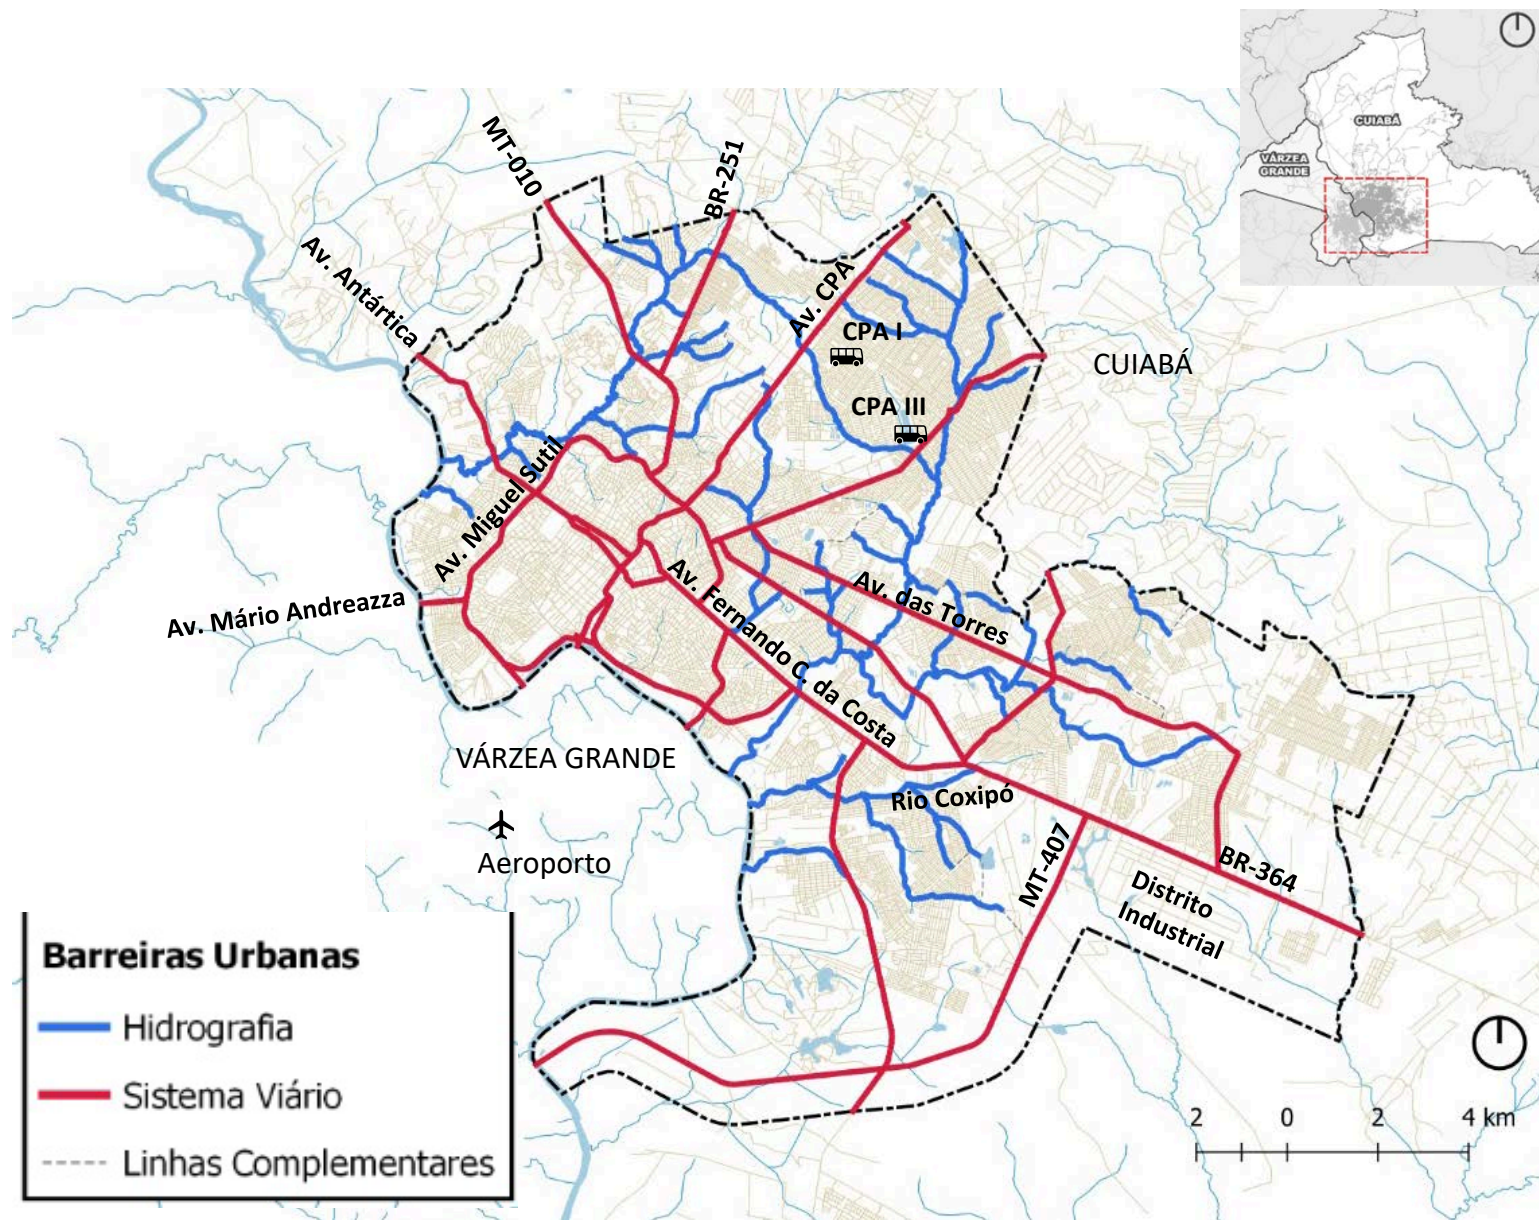 CUIABÁ
VÁRZEA
GRANDE
MT-010
BR-251
Av. Antártica
Av. CPA
CPA I
CUIABÁ
CPA III
Av. Miguel Sutil
Av. Mário Andreazza
Av. Fernando C. da Costa
Av. das Torres
VÁRZEA GRANDE
Rio Coxipó
Aeroporto
MT-407
BR-364
Distrito
Industrial
Barreiras Urbanas
Hidrografia
Sistema Viário
Linhas Complementares
2 0 2 4 km